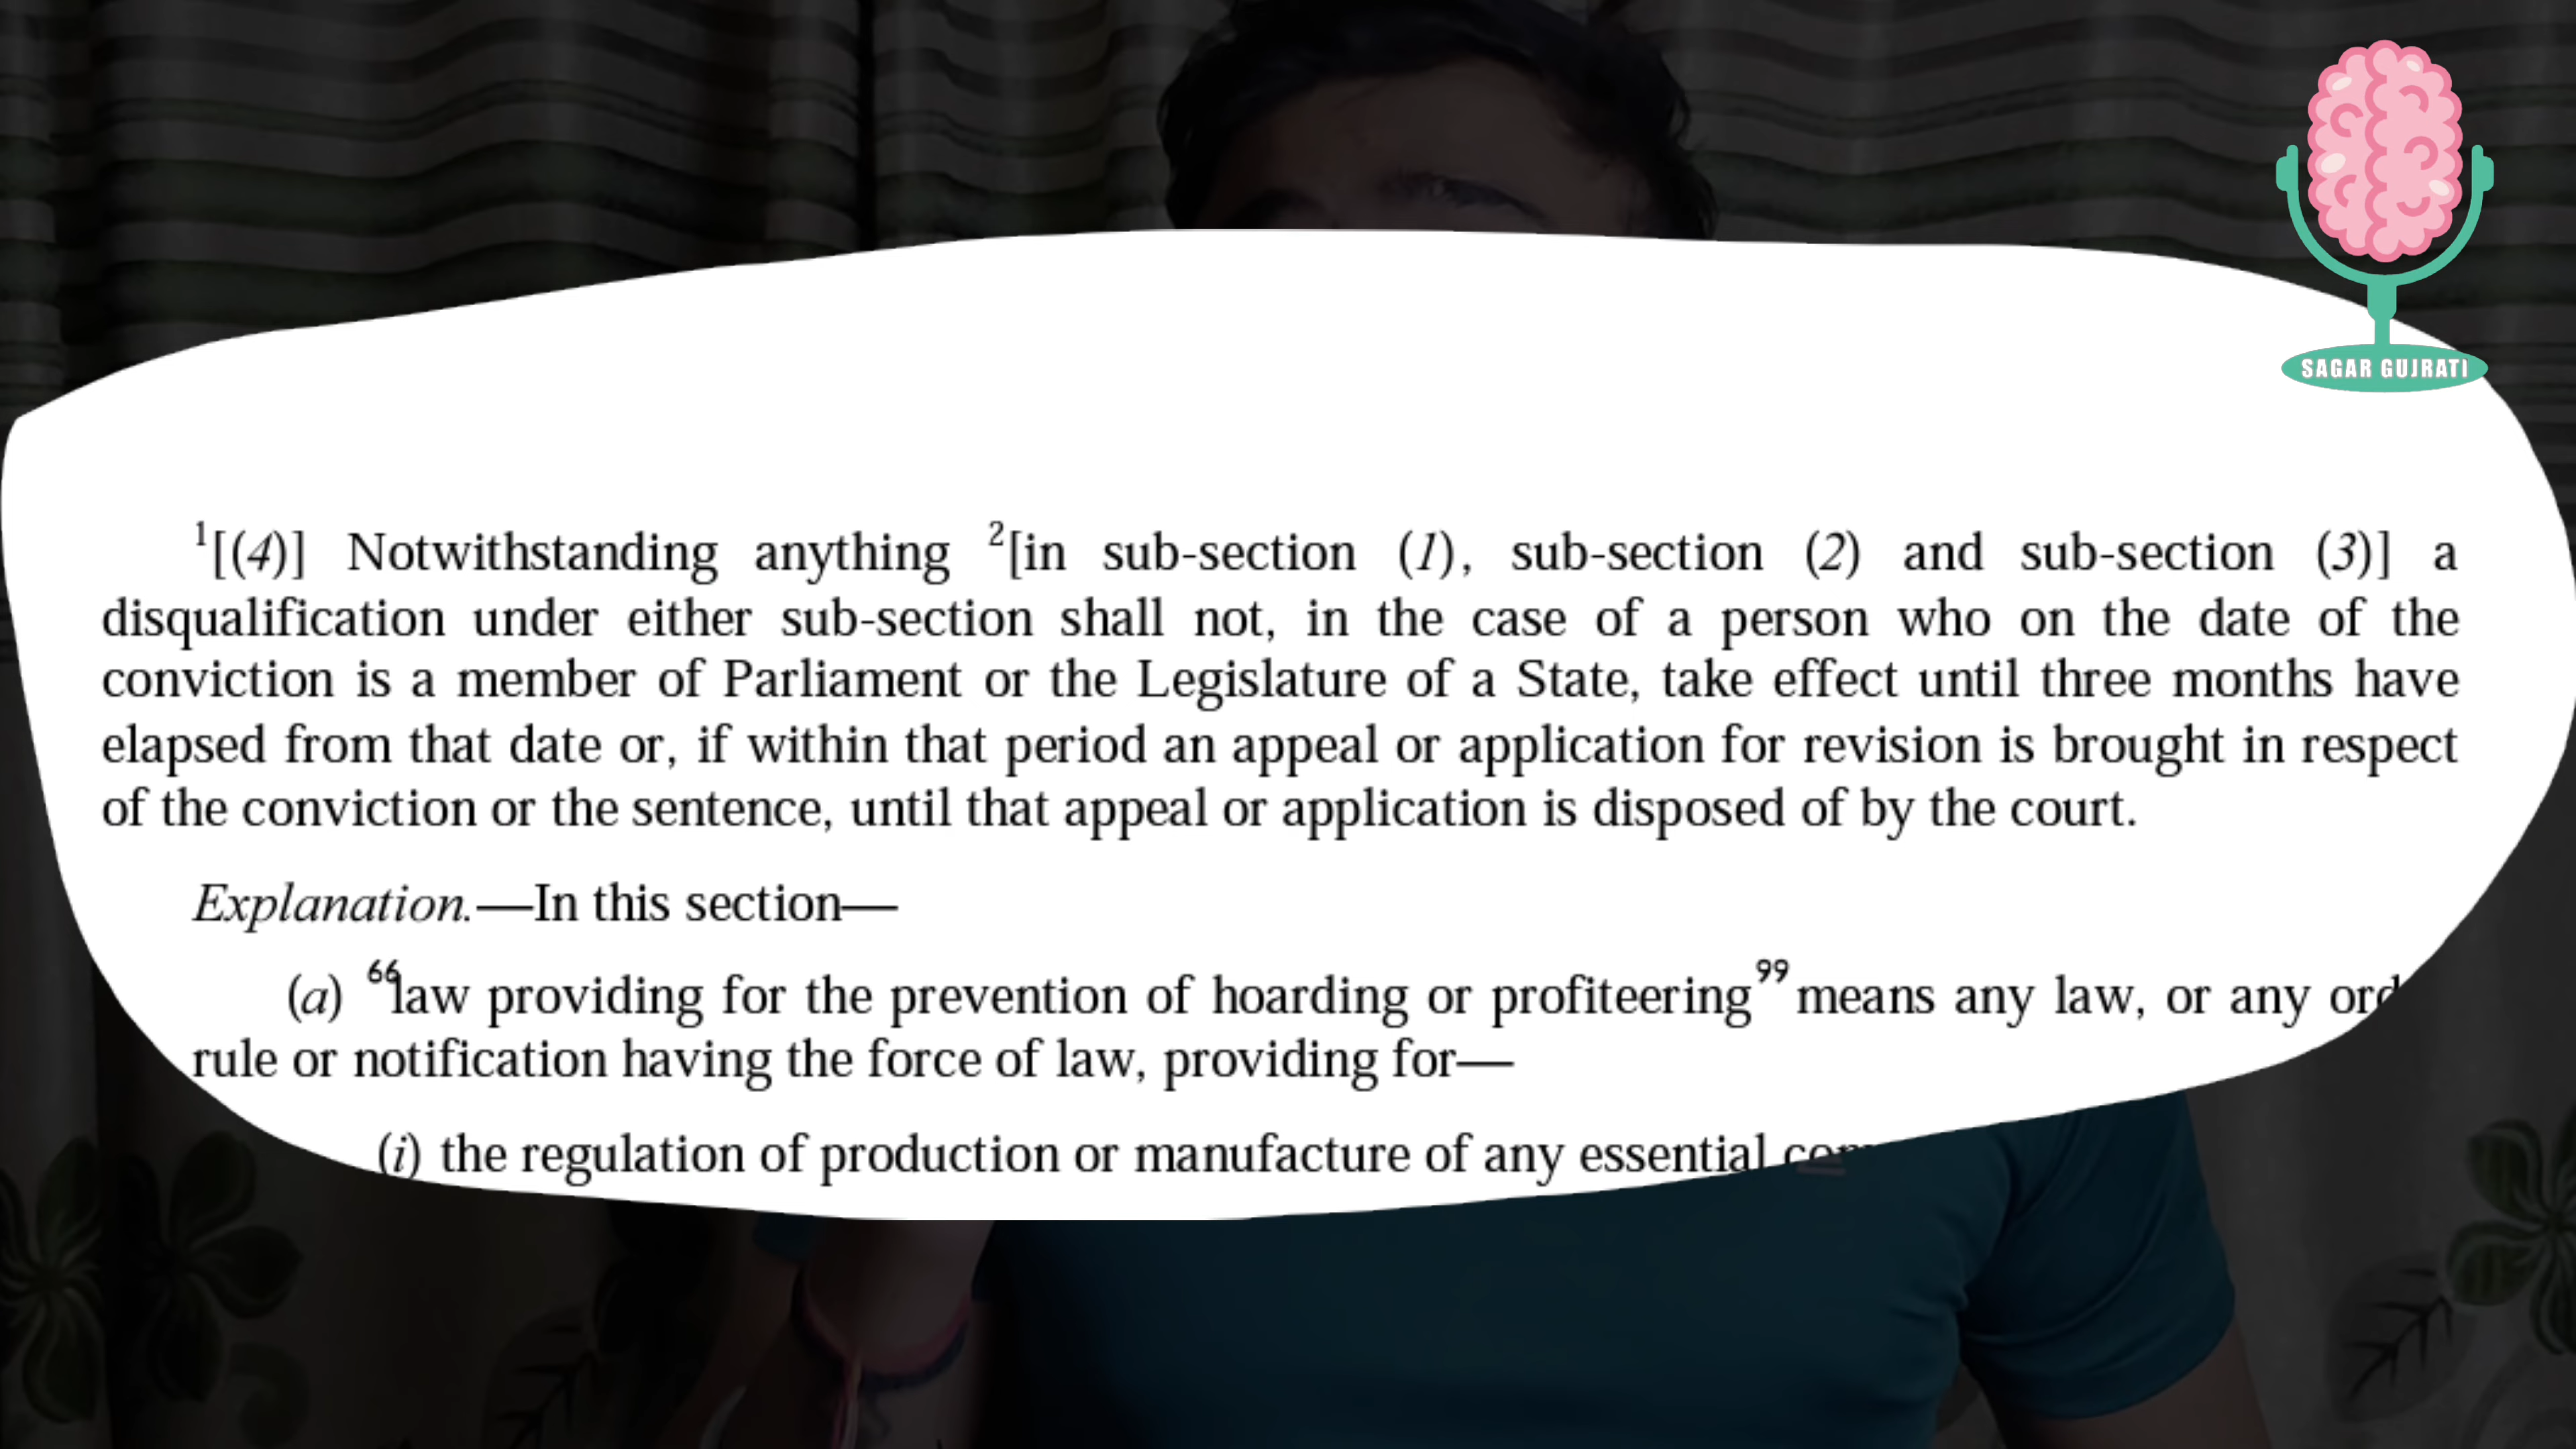 SAGAR GUJRATI
1[(4)] Notwithstanding anything 2[in sub-section (1), sub-section (2) and sub-section (3)] a
disqualification under either sub-section shall not, in the case of a person who on the date of the
conviction is a member of Parliament or the Legislature of a State, take effect until three months have
elapsed from that date or, if within that period an appeal or application for revision is brought in respect
of the conviction or the sentence, until that appeal or application is disposed of by the court.
Explanation.—In this section—
(a) “law providing for the prevention of hoarding or profiteering” means any law, or any
rule or notification having the force of law, providing for—
(i) the regulation of production or manufacture of any essential